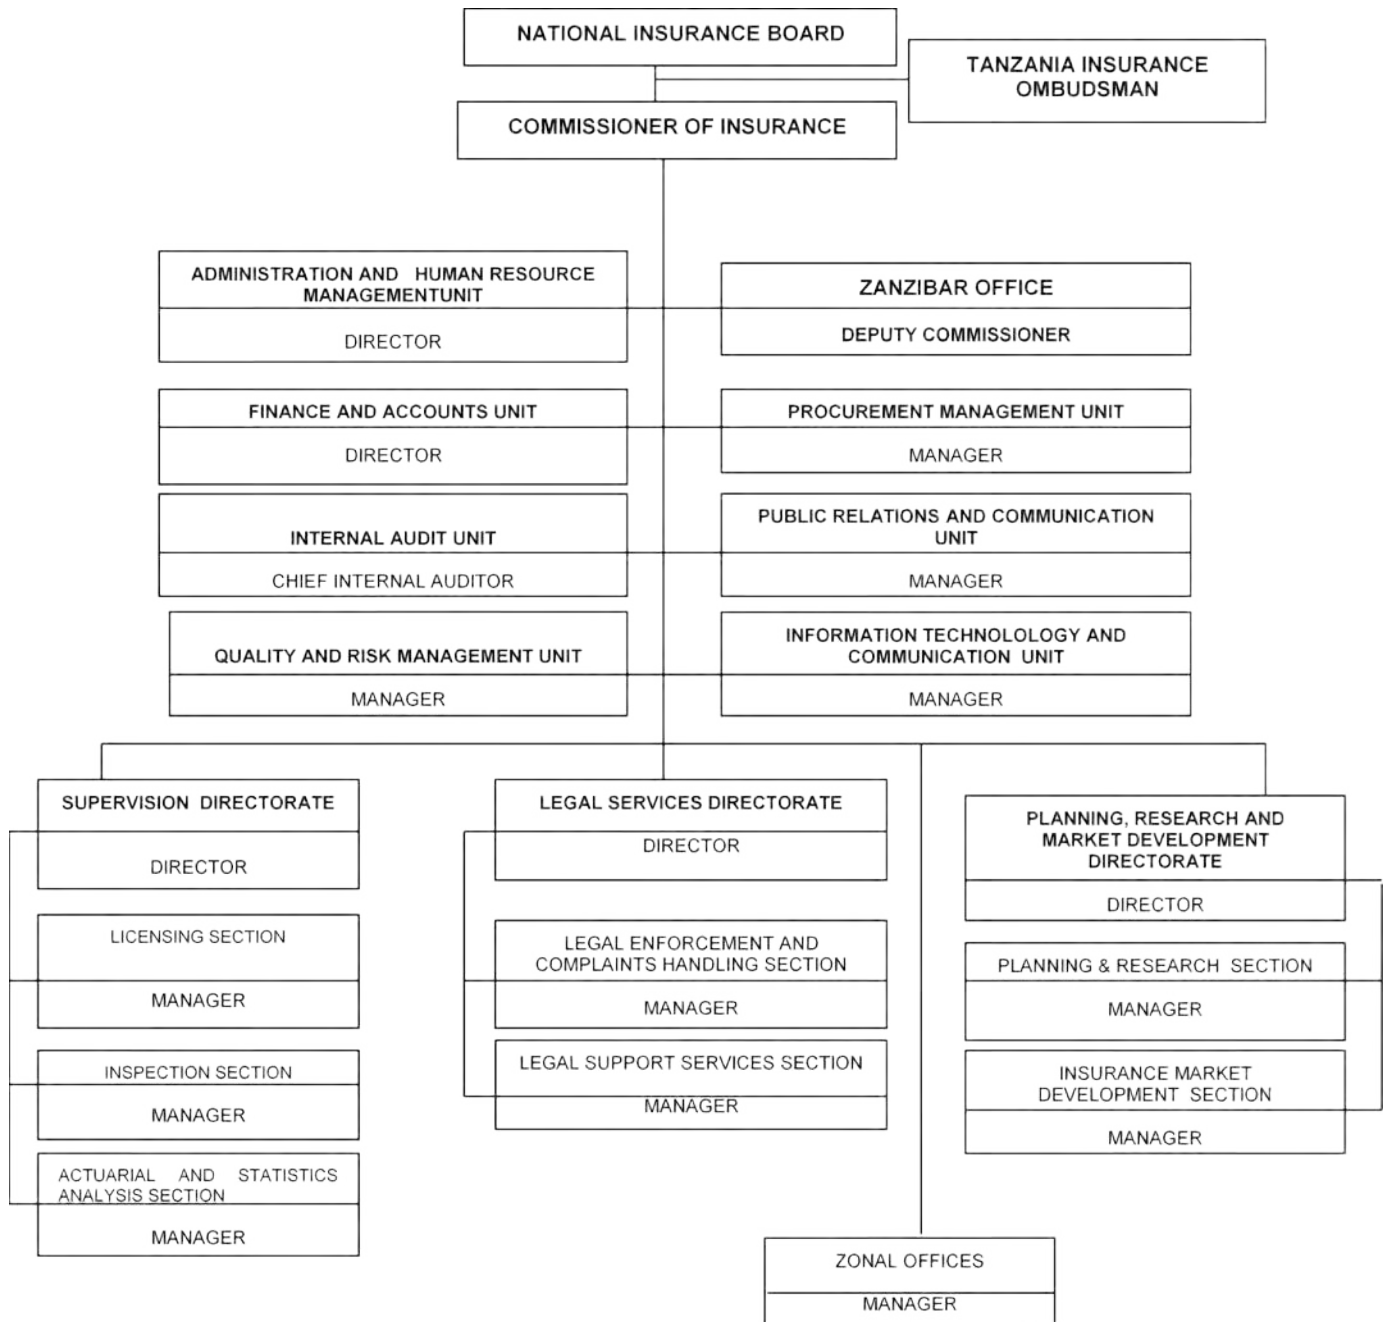 NATIONAL INSURANCE BOARD
TANZANIA INSURANCE
OMBUDSMAN
COMMISSIONER OF INSURANCE
ADMINISTRATION AND HUMAN RESOURCE
MANAGEMENTUNIT
DIRECTOR
ZANZIBAR OFFICE
DEPUTY COMMISSIONER
FINANCE AND ACCOUNTS UNIT
DIRECTOR
PROCUREMENT MANAGEMENT UNIT
MANAGER
INTERNAL AUDIT UNIT
CHIEF INTERNAL AUDITOR
PUBLIC RELATIONS AND COMMUNICATION
UNIT
MANAGER
QUALITY AND RISK MANAGEMENT UNIT
MANAGER
INFORMATION TECHNOLOLOGY AND
COMMUNICATION UNIT
MANAGER
SUPERVISION DIRECTORATE
DIRECTOR
LICENSING SECTION
MANAGER
INSPECTION SECTION
MANAGER
ACTUARIAL AND STATISTICS
ANALYSIS SECTION
MANAGER
LEGAL SERVICES DIRECTORATE
DIRECTOR
LEGAL ENFORCEMENT AND
COMPLAINTS HANDLING SECTION
MANAGER
LEGAL SUPPORT SERVICES SECTION
MANAGER
PLANNING, RESEARCH AND
MARKET DEVELOPMENT
DIRECTORATE
DIRECTOR
PLANNING & RESEARCH SECTION
MANAGER
INSURANCE MARKET
DEVELOPMENT SECTION
MANAGER
ZONAL OFFICES
MANAGER